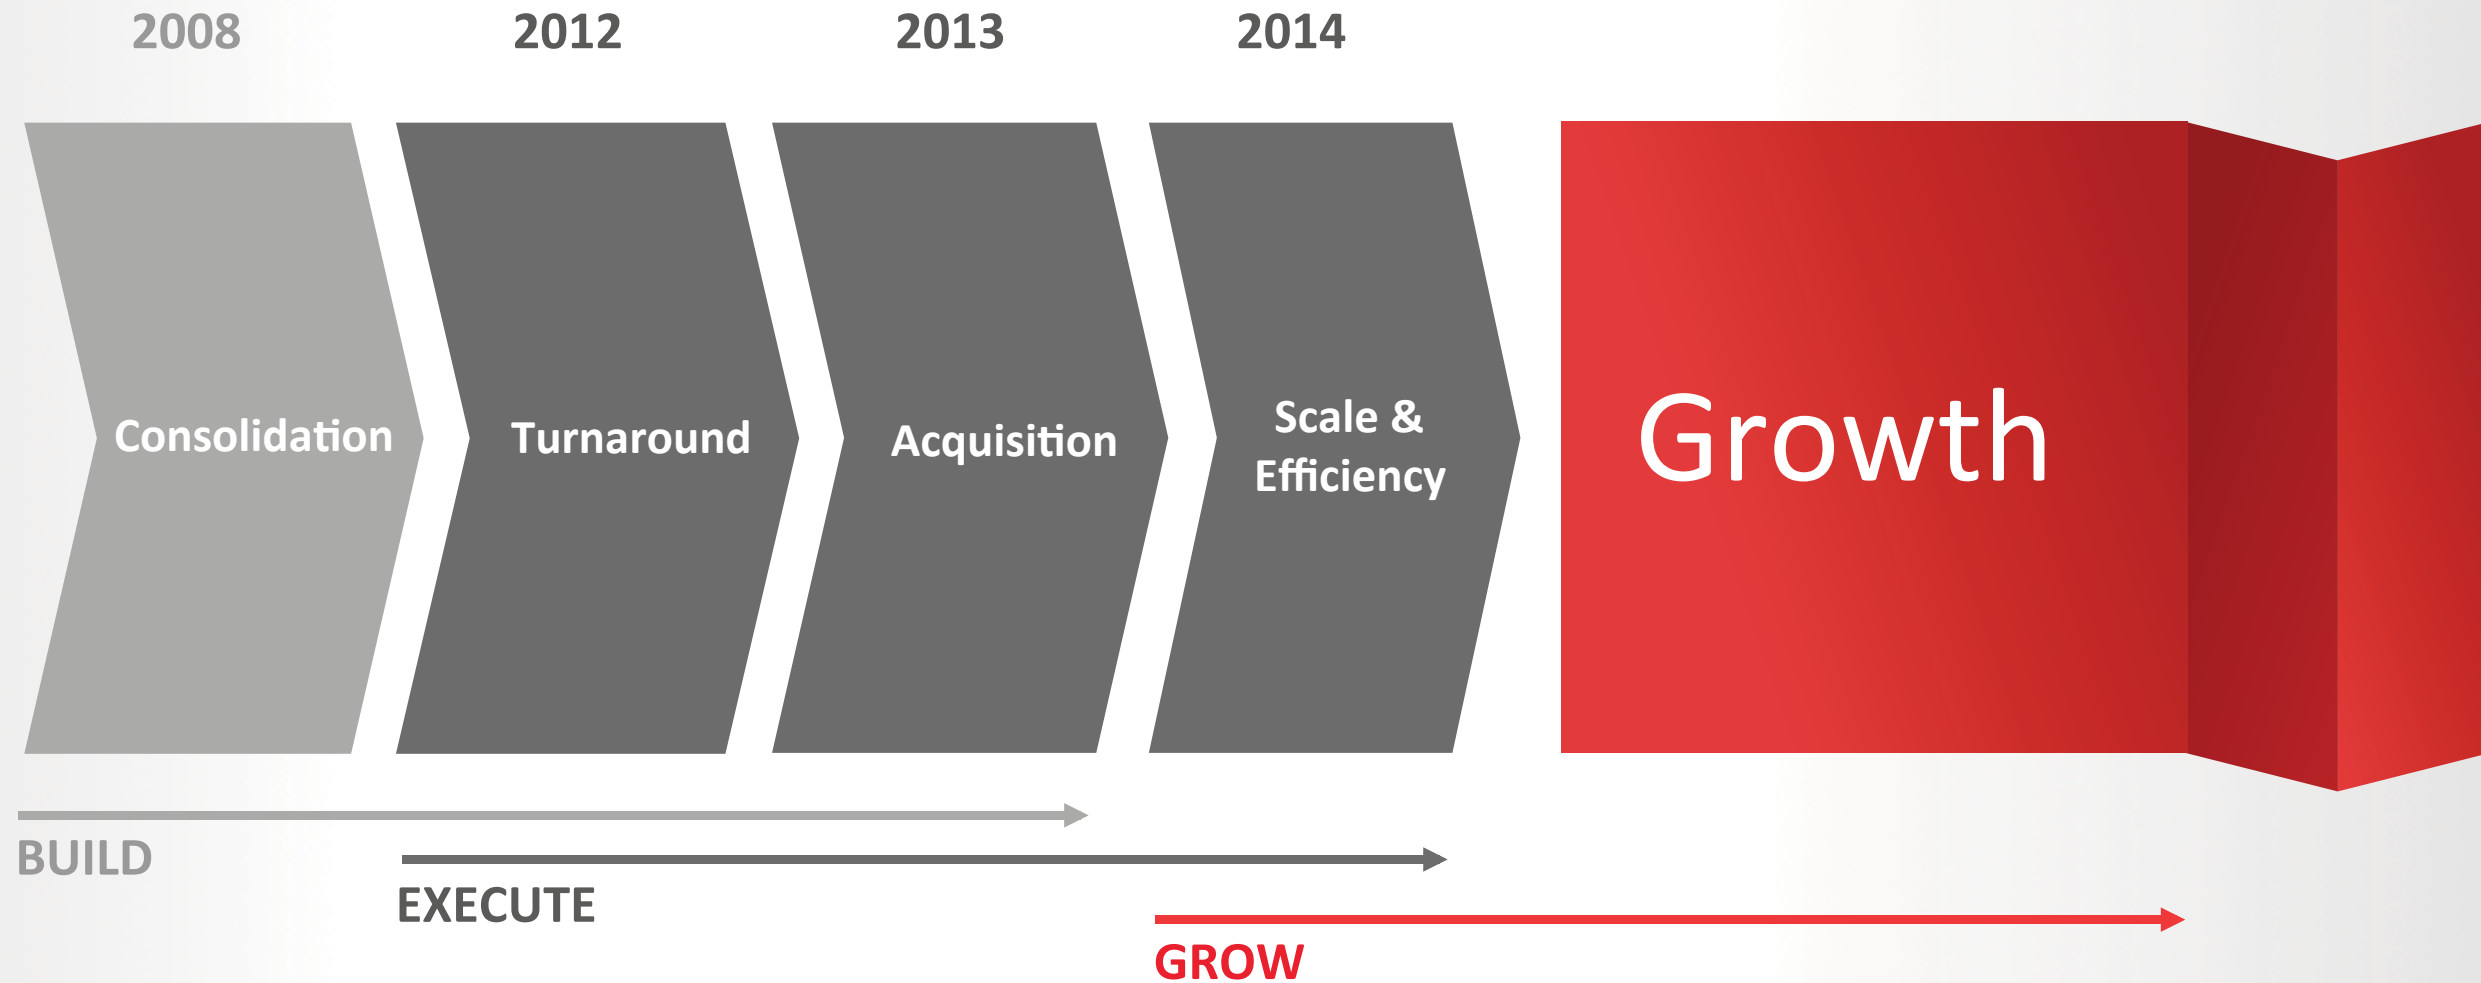 2008
2012
2013
2014
Consolidation
Turnaround
Acquisition
Scale &
Efficiency
Growth
BUILD
EXECUTE
GROW